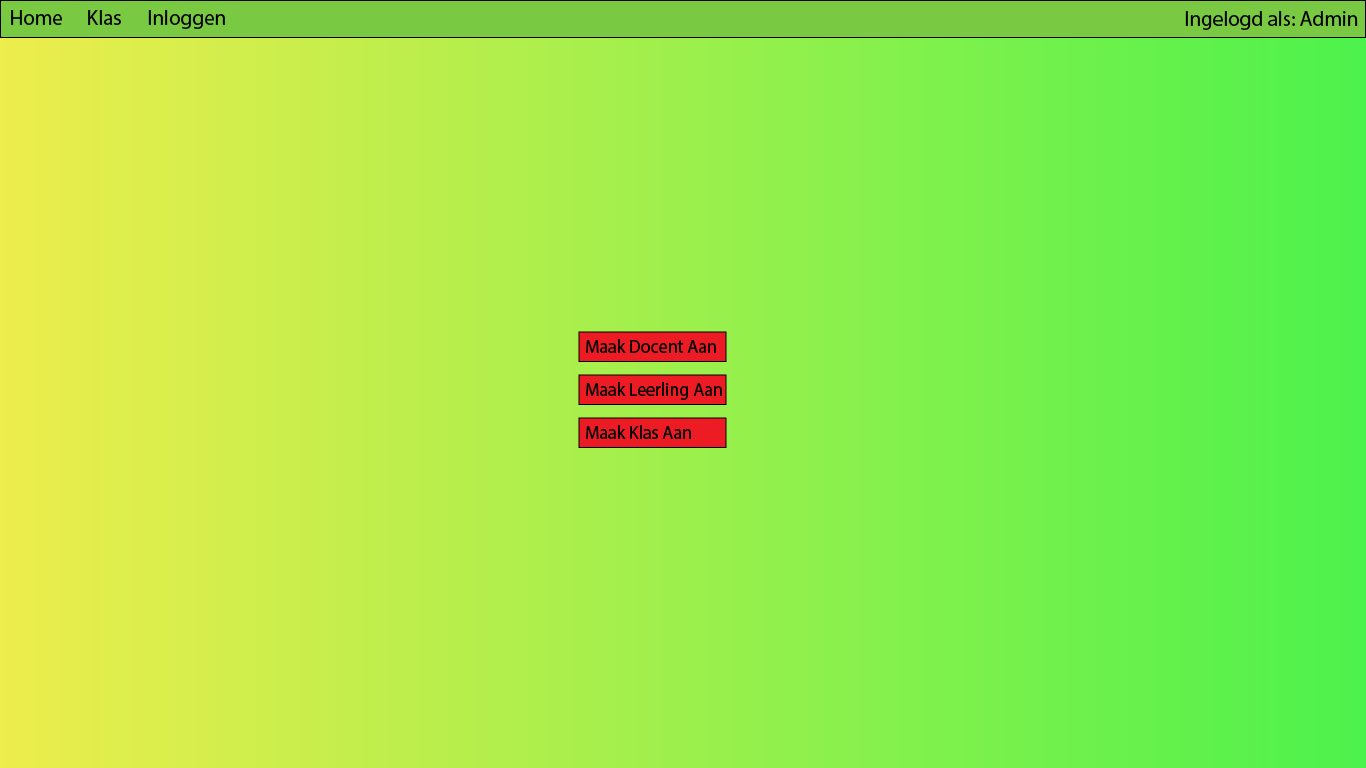 Home Klas Inloggen Ingelogd als: Admin
Maak Docent Aan
Maak Leerling Aan
Maak Klas Aan